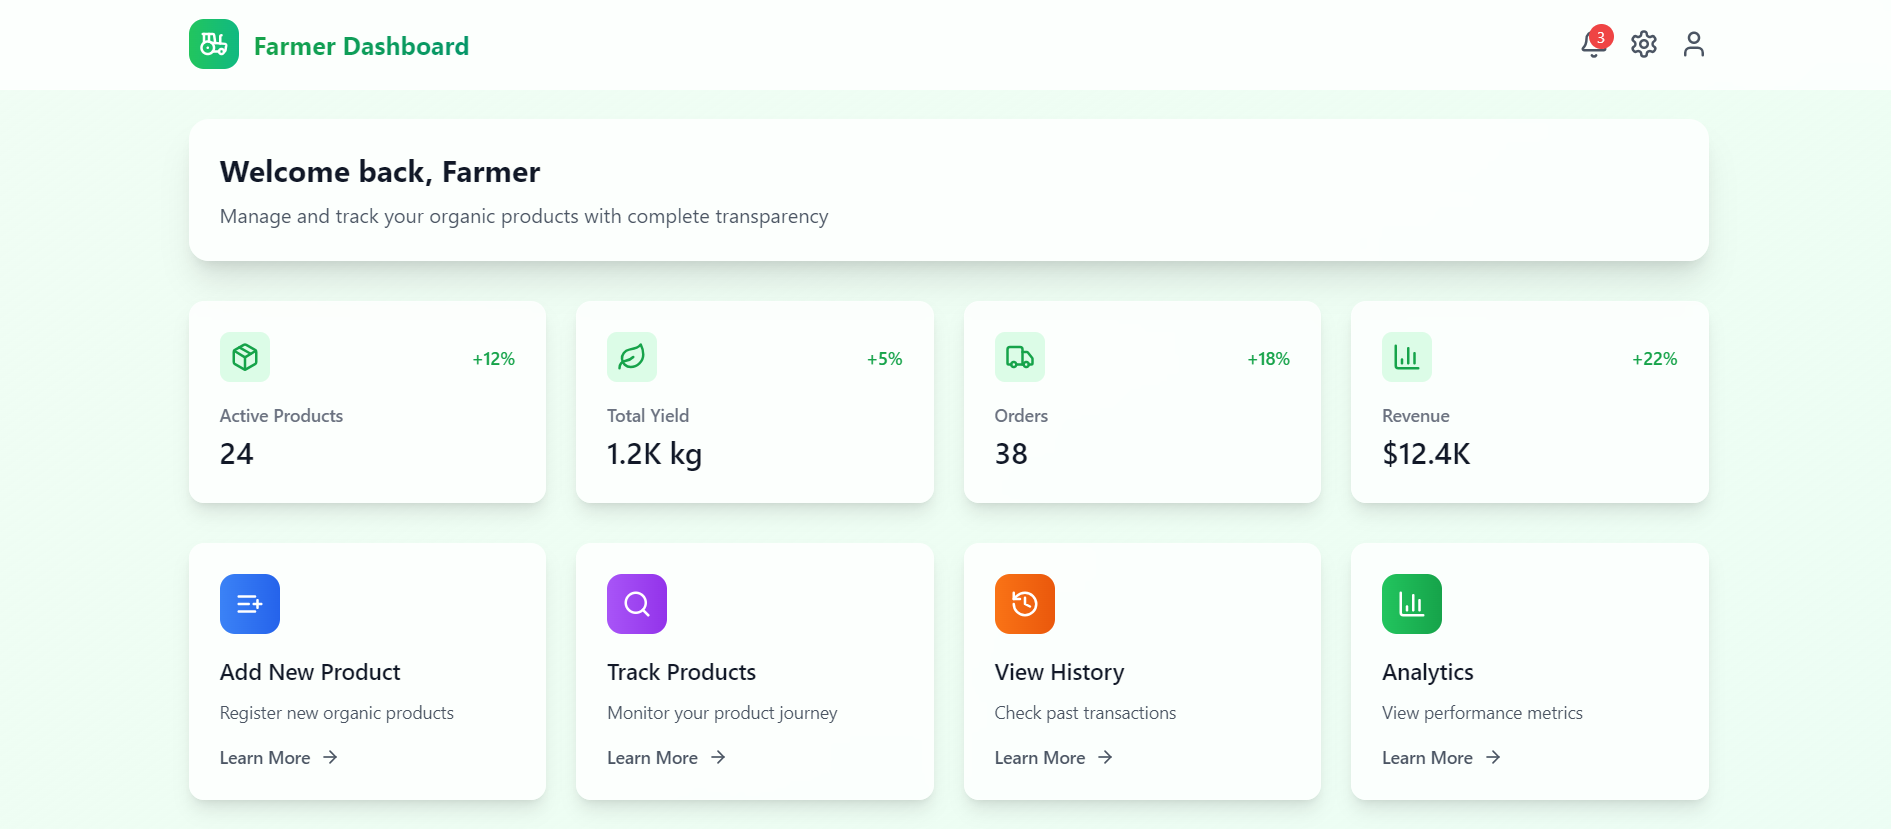 Farmer Dashboard
3
Welcome back, Farmer
Manage and track your organic products with complete transparency
+12%
Active Products
24
+5%
Total Yield
1.2K kg
+18%
Orders
38
+22%
Revenue
$12.4K
Add New Product
Register new organic products
Learn More
Track Products
Monitor your product journey
Learn More
View History
Check past transactions
Learn More
Analytics
View performance metrics
Learn More